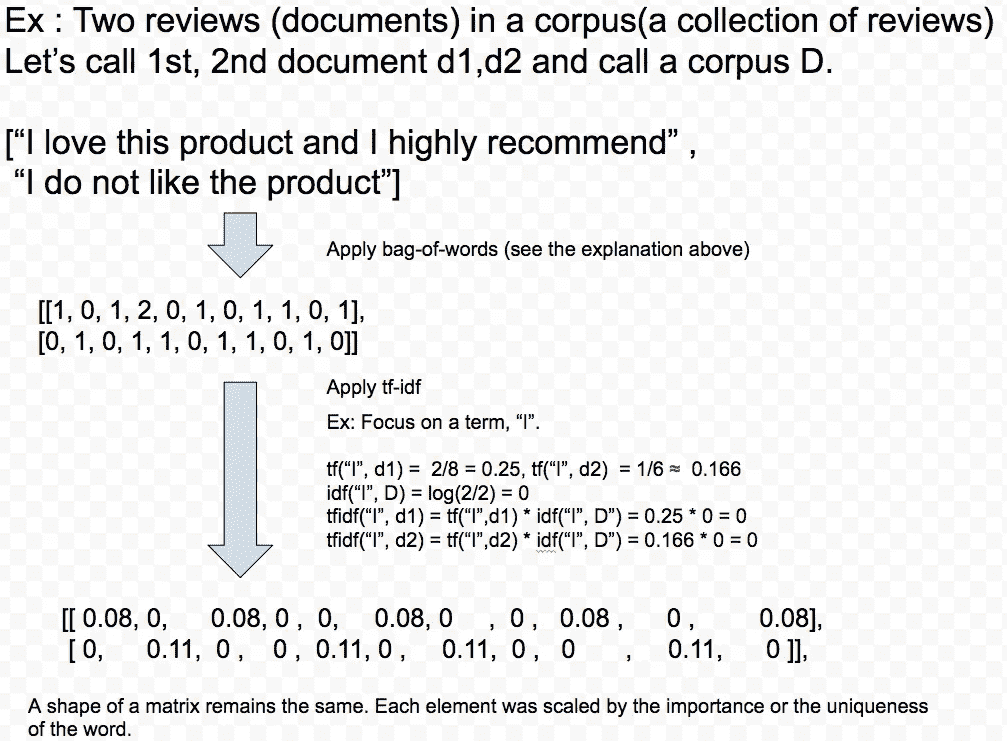 Ex : Two reviews (documents) in a corpus(a collection of reviews)
Let’s call 1st, 2nd document d1,d2 and call a corpus D.
[“I love this product and I highly recommend” ,
“I do not like the product”]
Apply bag-of-words (see the explanation above)
[[1, 0, 1, 2, 0, 1, 0, 1, 1, 0, 1],
[0, 1, 0, 1, 1, 0, 1, 1, 0, 1, 0]]
Apply tf-idf
Ex: Focus on a term, “I”.
tf(“I”, d1) = 2/8 = 0.25, tf(“I”, d2) = 1/6 ≈ 0.166
idf(“I”, D) = log(2/2) = 0
tfidf(“I”, d1) = tf(“I”,d1) * idf(“I”, D”) = 0.25 * 0 = 0
tfidf(“I”, d2) = tf(“I”,d2) * idf(“I”, D”) = 0.166 * 0 = 0
[[ 0.08, 0, 0.08, 0 , 0, 0.08, 0 , 0 , 0.08 , 0 , 0.08],
[ 0, 0.11, 0 , 0 , 0.11, 0 , 0.11, 0 , 0 , 0.11, 0 ]],
A shape of a matrix remains the same. Each element was scaled by the importance or the uniqueness
of the word.